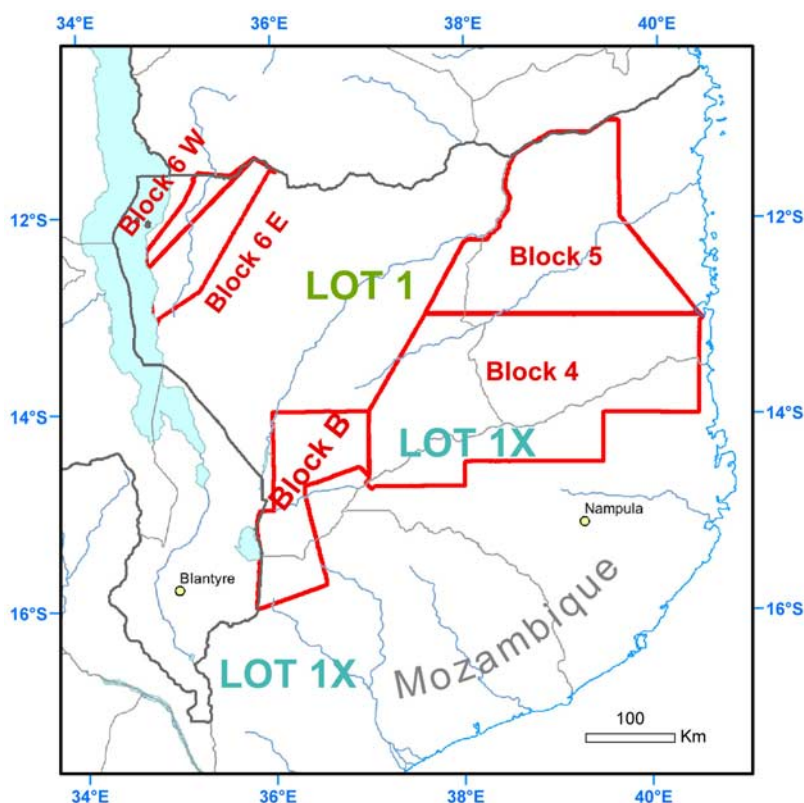 34°E 36°E 38°E 40°E
Block 6 W
12°S 12°S
Block 6 E
Block 5
LOT 1
Block 4
14°S 14°S
Block B
LOT 1X
Nampula
Blantyre
16°S 16°S
Mozambique
LOT 1X
100
Km
34°E 36°E 38°E 40°E